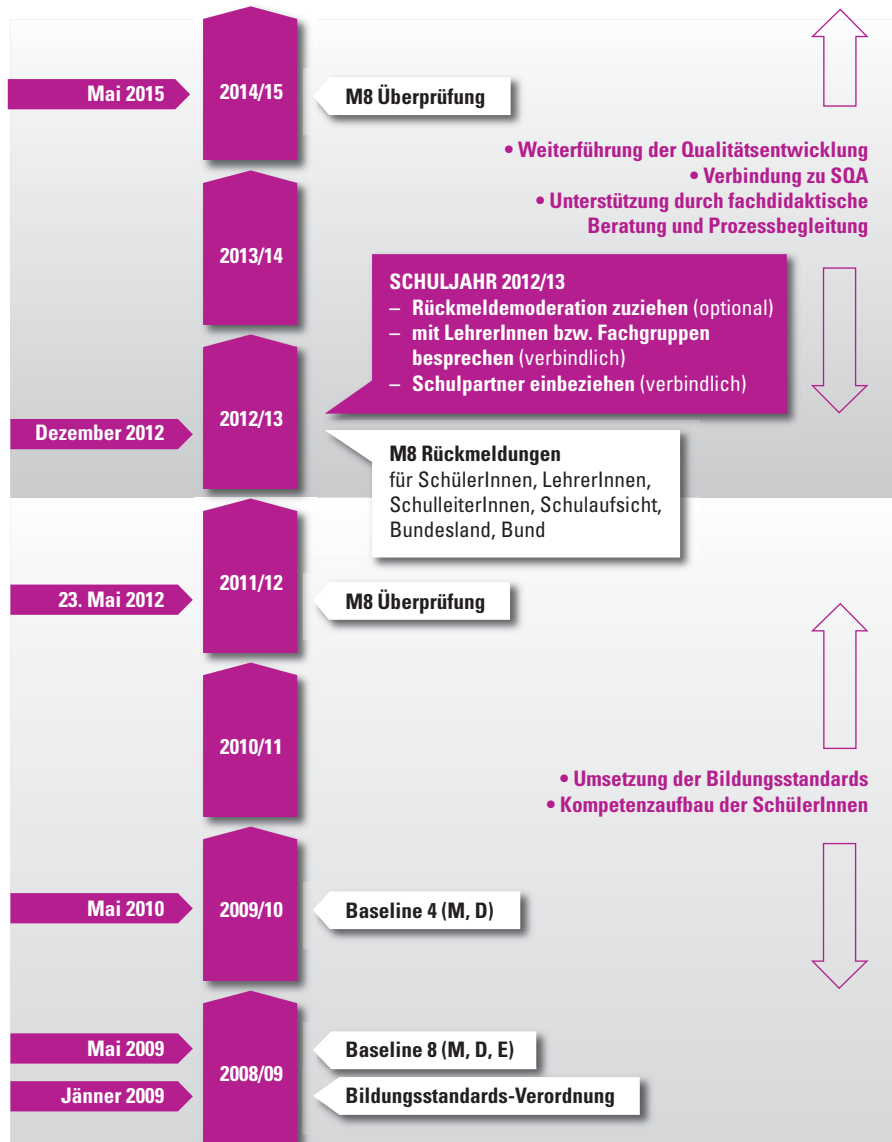 Mai 2015
2014/15
M8 Überprüfung
• Weiterführung der Qualitätsentwicklung
• Verbindung zu SQA
• Unterstützung durch fachdidaktische
Beratung und Prozessbegleitung
2013/14
SCHULJAHR 2012/13
– Rückmeldemoderation zuziehen (optional)
– mit LehrerInnen bzw. Fachgruppen
besprechen (verbindlich)
– Schulpartner einbeziehen (verbindlich)
Dezember 2012
2012/13
M8 Rückmeldungen
für SchülerInnen, LehrerInnen,
SchulleiterInnen, Schulaufsicht,
Bundesland, Bund
23. Mai 2012
2011/12
M8 Überprüfung
2010/11
• Umsetzung der Bildungsstandards
• Kompetenzaufbau der SchülerInnen
Mai 2010
2009/10
Baseline 4 (M, D)
Mai 2009
Baseline 8 (M, D, E)
2008/09
Jänner 2009
Bildungsstandards-Verordnung